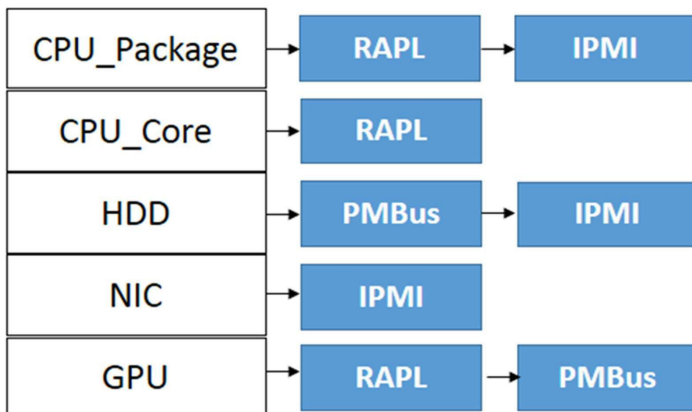 CPU_Package RAPL IPMI
CPU_Core RAPL
HDD PMBus IPMI
NIC IPMI
GPU RAPL PMBus